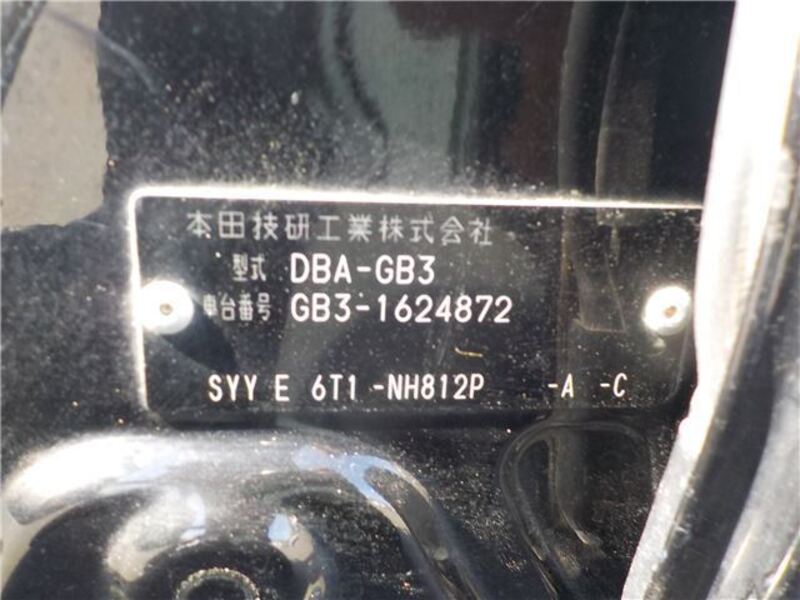 本田技研工業株式会社
型式 DBA-GB3
車台番号 GB3-1624872
SYY E 6T1 -NH812P -A -C